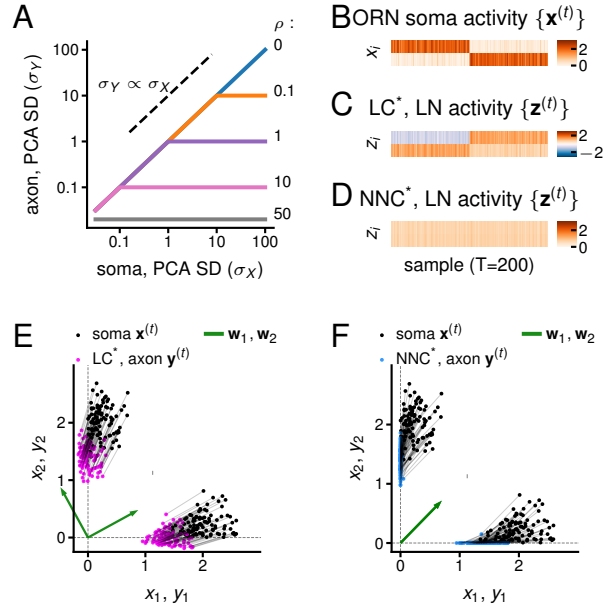 A
ρ :
100
10
1
0.1
0
0.1
1
10
50
σY ∝ σX
axon, PCA SD (σY)
0.1
1
10
100
soma, PCA SD (σX)
B ORN soma activity {x(t)}
xi
2
0
C LC*, LN activity {z(t)}
zi
2
−2
D NNC*, LN activity {z(t)}
zi
2
0
sample (T=200)
E
soma x(t)
w1, w2
LC*, axon y(t)
x2, y2
2
1
0
0
1
2
x1, y1
F
soma x(t)
w1, w2
NNC*, axon y(t)
x2, y2
2
1
0
0
1
2
x1, y1